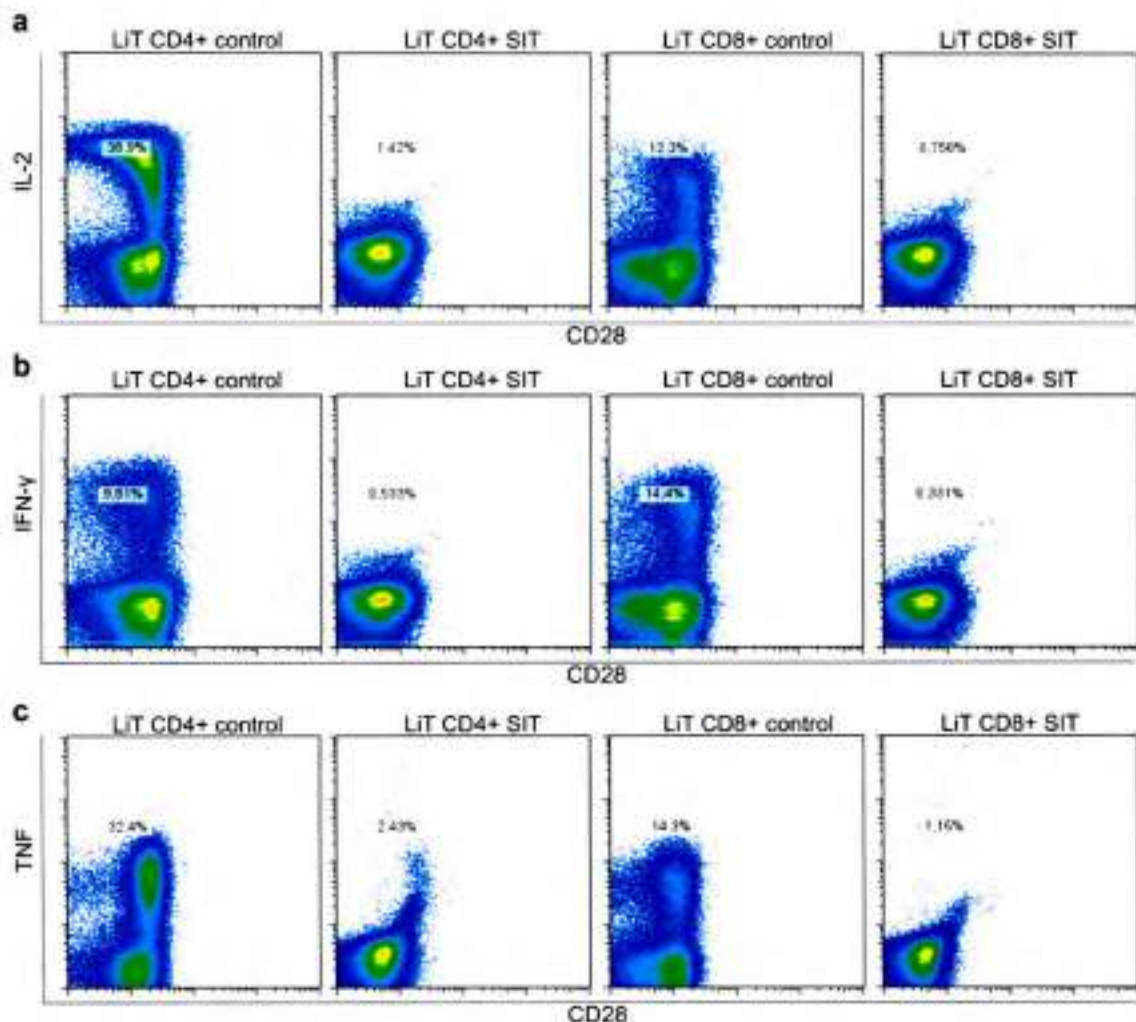 a
LiT CD4+ control LiT CD4+ SIT LiT CD8+ control LiT CD8+ SIT
IL-2
1.42% 12.3%
CD28
b
LiT CD4+ control LiT CD4+ SIT LiT CD8+ control LiT CD8+ SIT
IFN-γ
14.4%
CD28
c
LiT CD4+ control LiT CD4+ SIT LiT CD8+ control LiT CD8+ SIT
TNF
2.43% 14.3% 1.16%
CD28